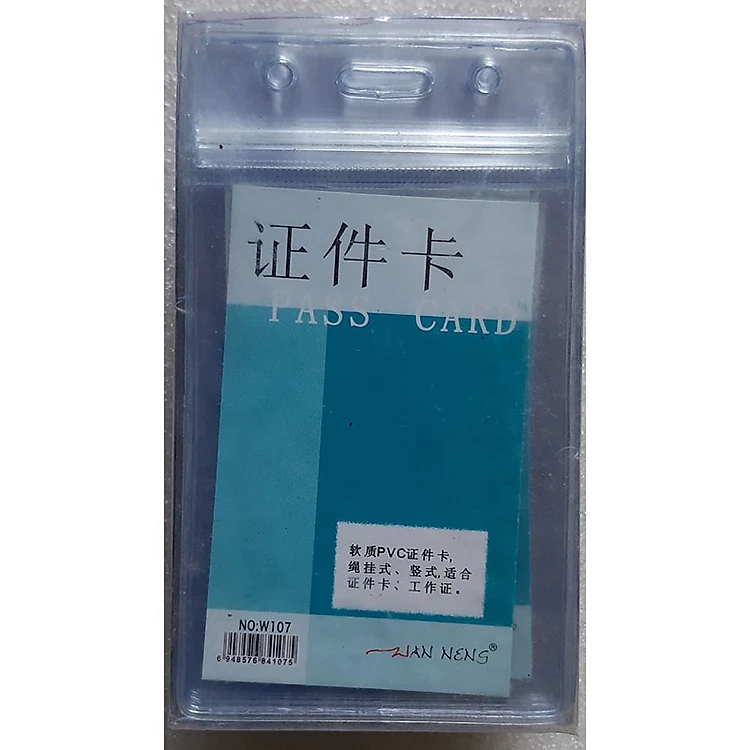 证件卡
PASS CARD
软质PVC证件卡,
绳挂式、竖式,适合
证件卡、工作证。
NO:W107
6 948576 841075
WAN NENG®